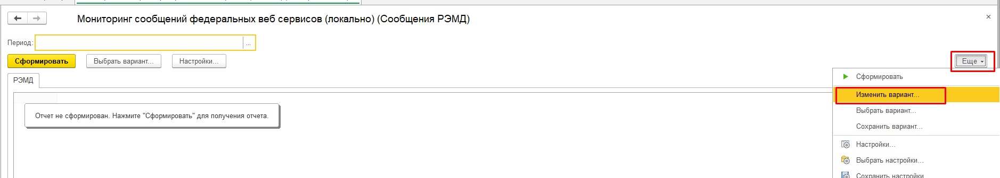 Мониторинг сообщений федеральных веб сервисов (локально) (Сообщения РЭМД)
×
Период:
...
Сформировать
Выбрать вариант...
Настройки...
Еще
РЭМД
Отчет не сформирован. Нажмите "Сформировать" для получения отчета.
Сформировать
Изменить вариант...
Выбрать вариант...
Сохранить вариант...
Настройки...
Выбрать настройки...
Сохранить настройки